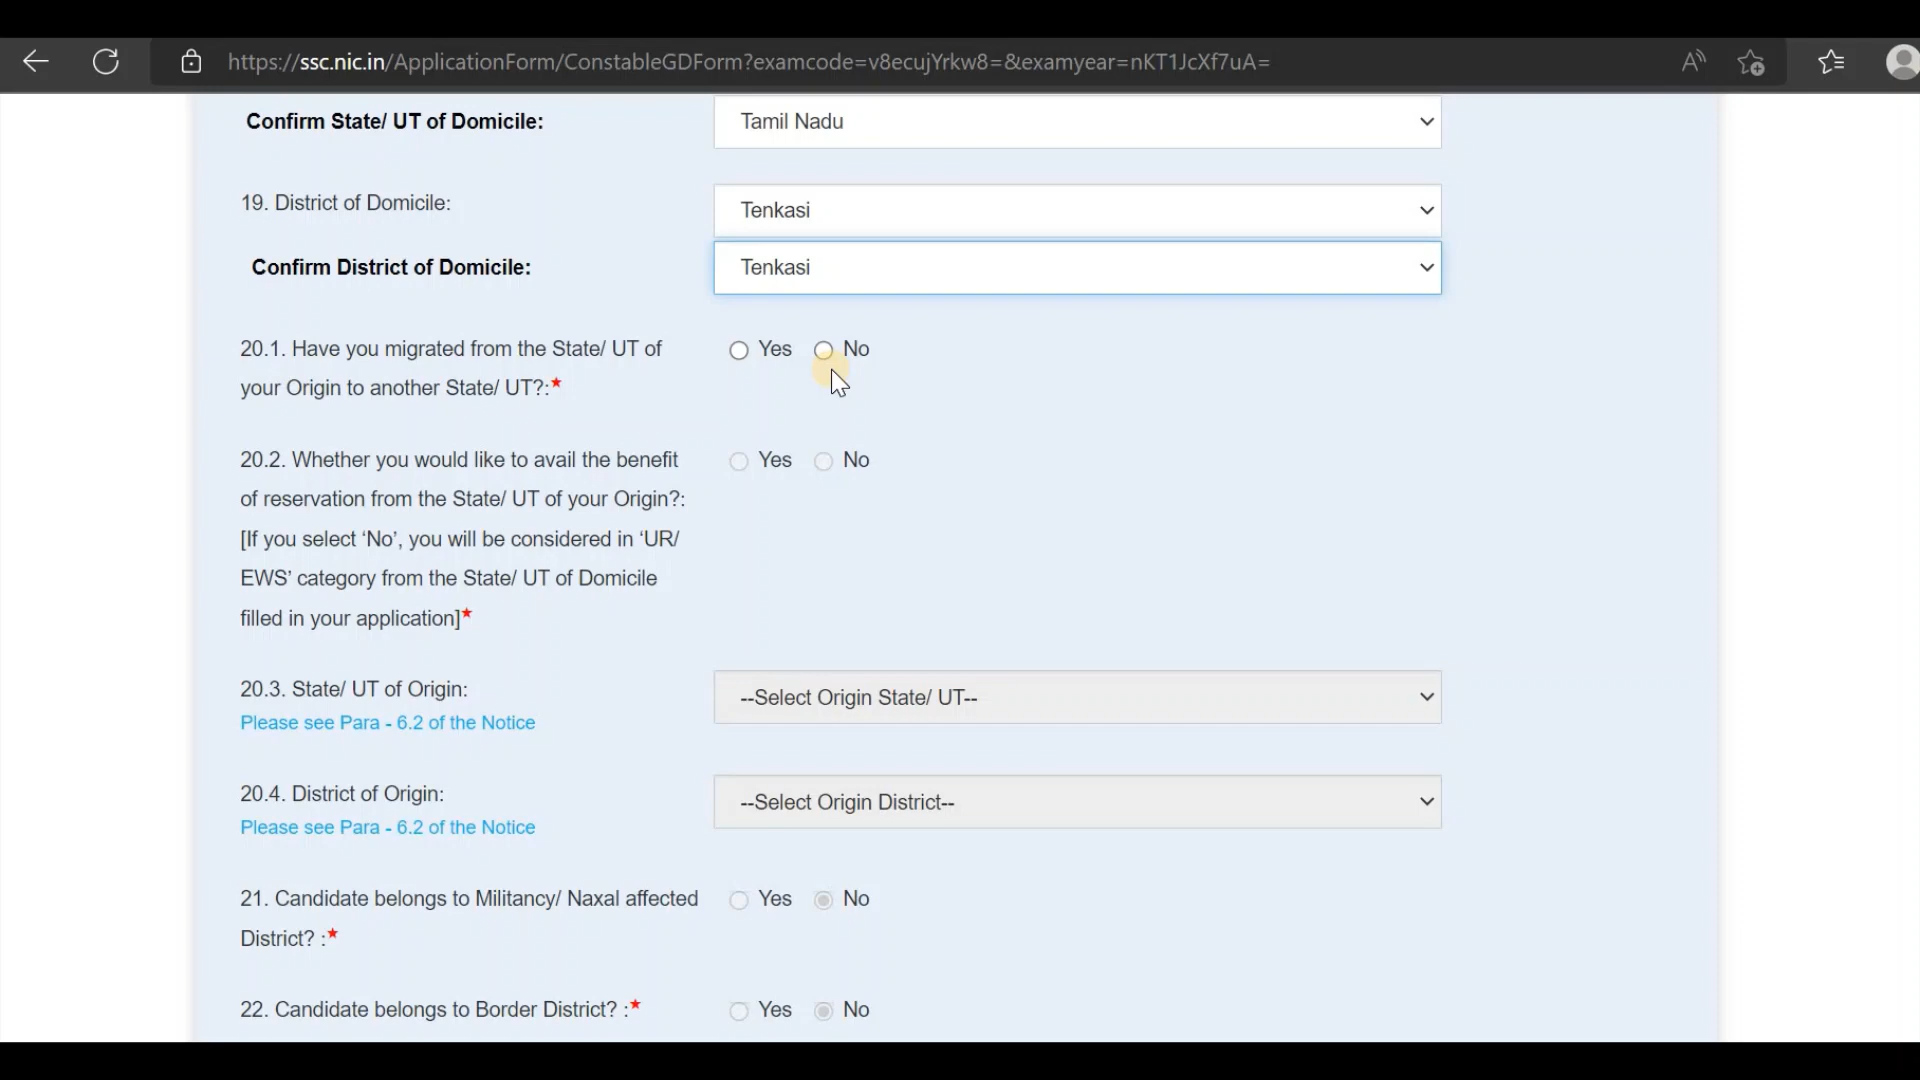 https://ssc.nic.in/ApplicationForm/ConstableGDForm?examcode=v8ecujYrkw8=&examyear=nKT1JcXf7uA=
Confirm State/ UT of Domicile:
Tamil Nadu
19. District of Domicile:
Tenkasi
Confirm District of Domicile:
Tenkasi
20.1. Have you migrated from the State/ UT of
your Origin to another State/ UT?:★
Yes No
20.2. Whether you would like to avail the benefit
of reservation from the State/ UT of your Origin?:
[If you select ‘No’, you will be considered in ‘UR/
EWS’ category from the State/ UT of Domicile
filled in your application]★
Yes No
20.3. State/ UT of Origin:
Please see Para - 6.2 of the Notice
--Select Origin State/ UT--
20.4. District of Origin:
Please see Para - 6.2 of the Notice
--Select Origin District--
21. Candidate belongs to Militancy/ Naxal affected
District? :★
Yes No
22. Candidate belongs to Border District? :★
Yes No